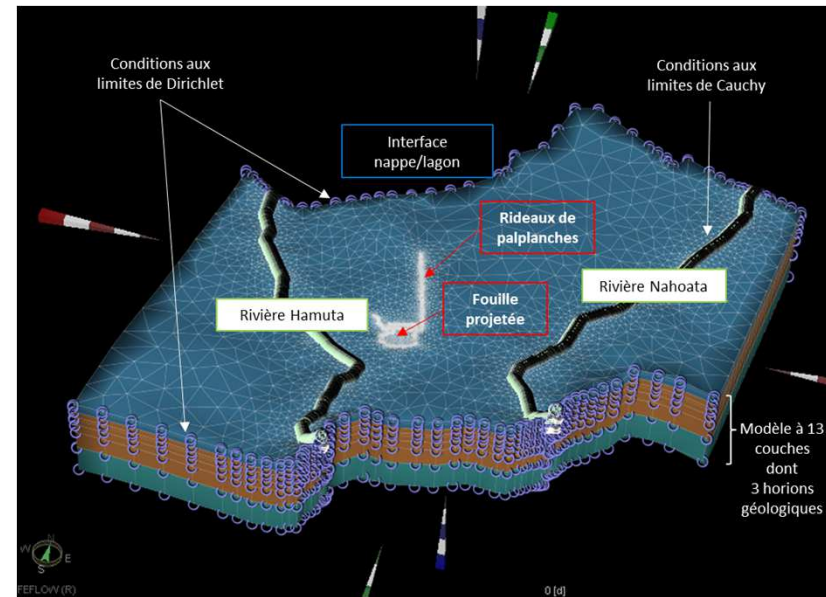 Conditions aux
limites de Dirichlet
Conditions aux
limites de Cauchy
Interface
nappe/lagon
Rideaux de
palplanches
Rivière Hamuta
Fouille
projetée
Rivière Nahoata
Modèle à 13
couches
dont
3 horions
géologiques
N
W
E
S
FEFLOW (R)
0 [d]